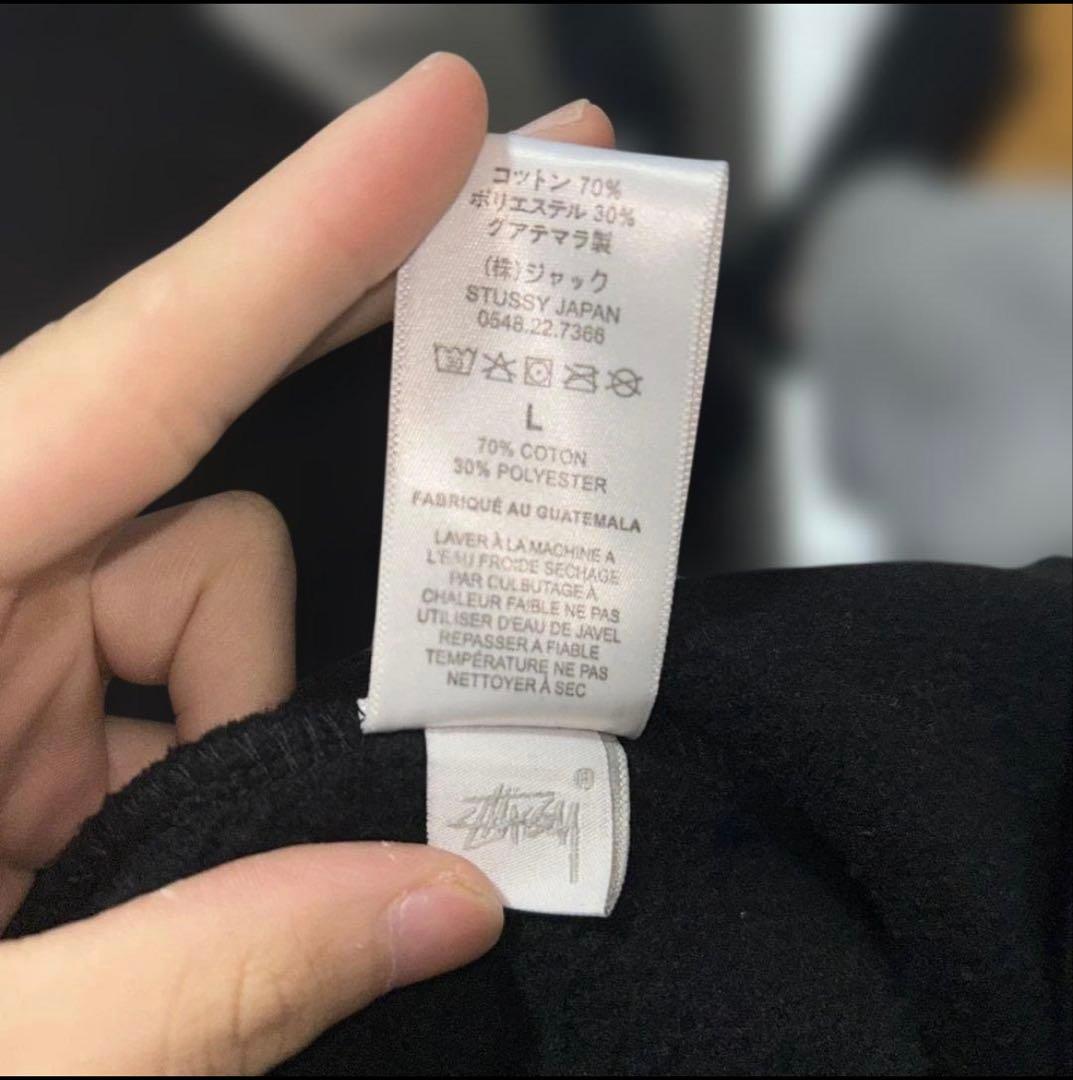 コットン 70%
ポリエステル 30%
グアテマラ製
(株)ジャック
STUSSY JAPAN
0548.22.7366
30
L
70% COTON
30% POLYESTER
FABRIQUÉ AU GUATEMALA
LAVER À LA MACHINE A
L'EAU FROIDE SECHAGE
PAR CULBUTAGE À
CHALEUR FAIBLE NE PAS
UTILISER D'EAU DE JAVEL
REPASSER A FIABLE
TEMPÉRATURE NE PAS
NETTOYER À SEC
STÜSSY ®